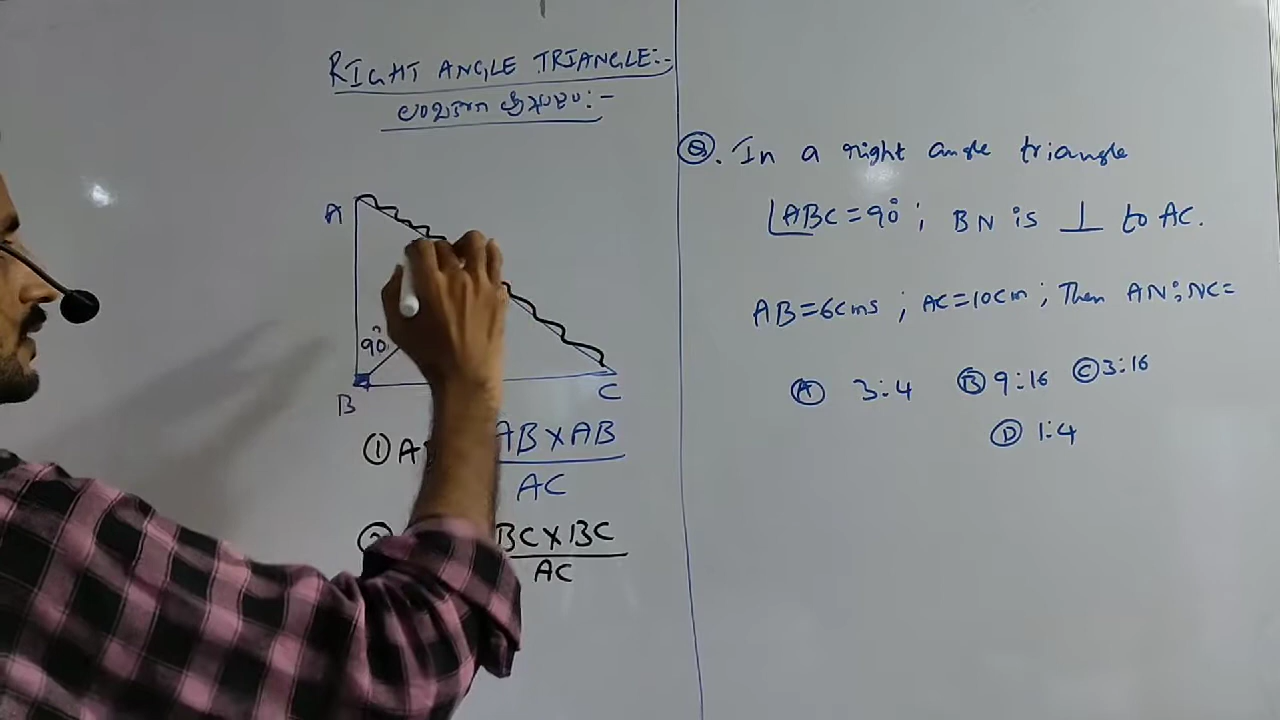 RIGHT ANGLE TRIANGLE:-
A
90°
B
C
① A
AB X AB
AC
②
BC X BC
AC
Q. In a right angle triangle
∟ABC = 90° ; BN is ⊥ to AC.
AB = 6cms ; AC = 10cm ; Then AN : NC =
Ⓐ 3:4 Ⓑ 9:16 Ⓒ 3:16
Ⓓ 1:4